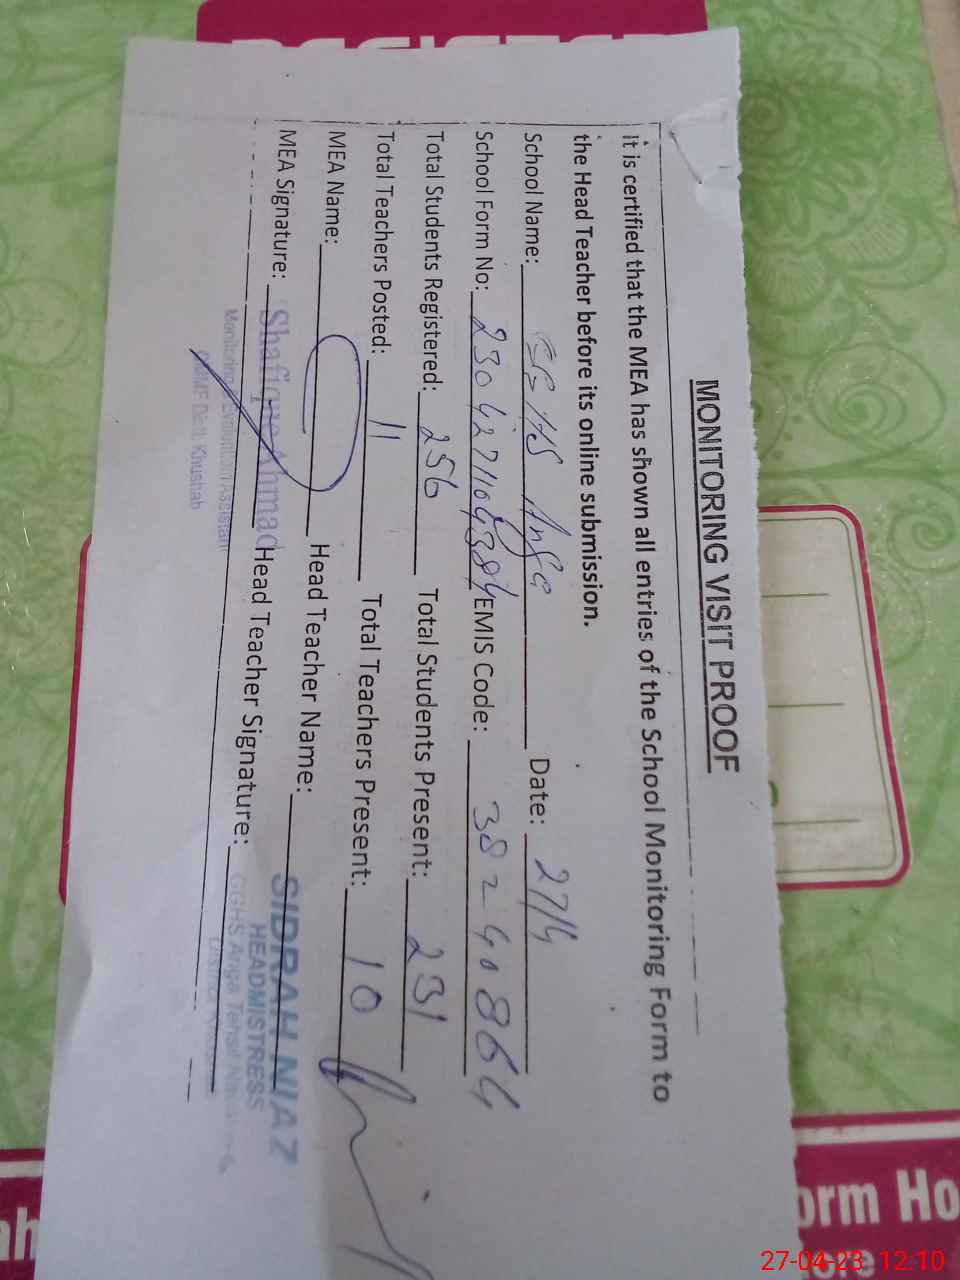 MONITORING VISIT PROOF
It is certified that the MEA has shown all entries of the School Monitoring Form to
the Head Teacher before its online submission.
School Name: GGHS Anga Date: 27/4
School Form No: EMIS Code: 38240864
Total Students Registered: 256 Total Students Present: 231
Total Teachers Posted: 11 Total Teachers Present: 10
MEA Name: Head Teacher Name:
MEA Signature: Head Teacher Signature:
Shafique Ahmad
Monitoring & Evaluation Assistant
Distt. Khushab
SIDRAH NIAZ
HEADMISTRESS
GGHS Anga Tehsil
District
orm Ho
27-04-23 12:10